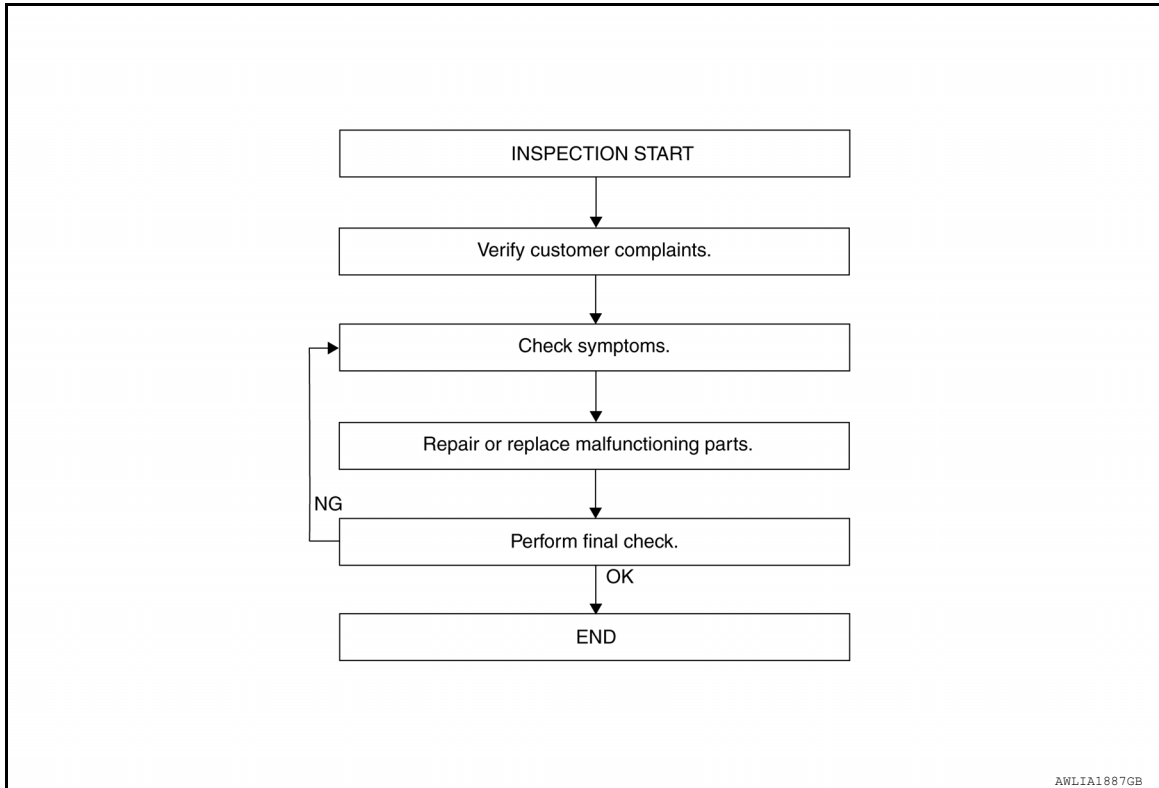 INSPECTION START
Verify customer complaints.
Check symptoms.
Repair or replace malfunctioning parts.
NG
Perform final check.
OK
END
AWLIA1887GB